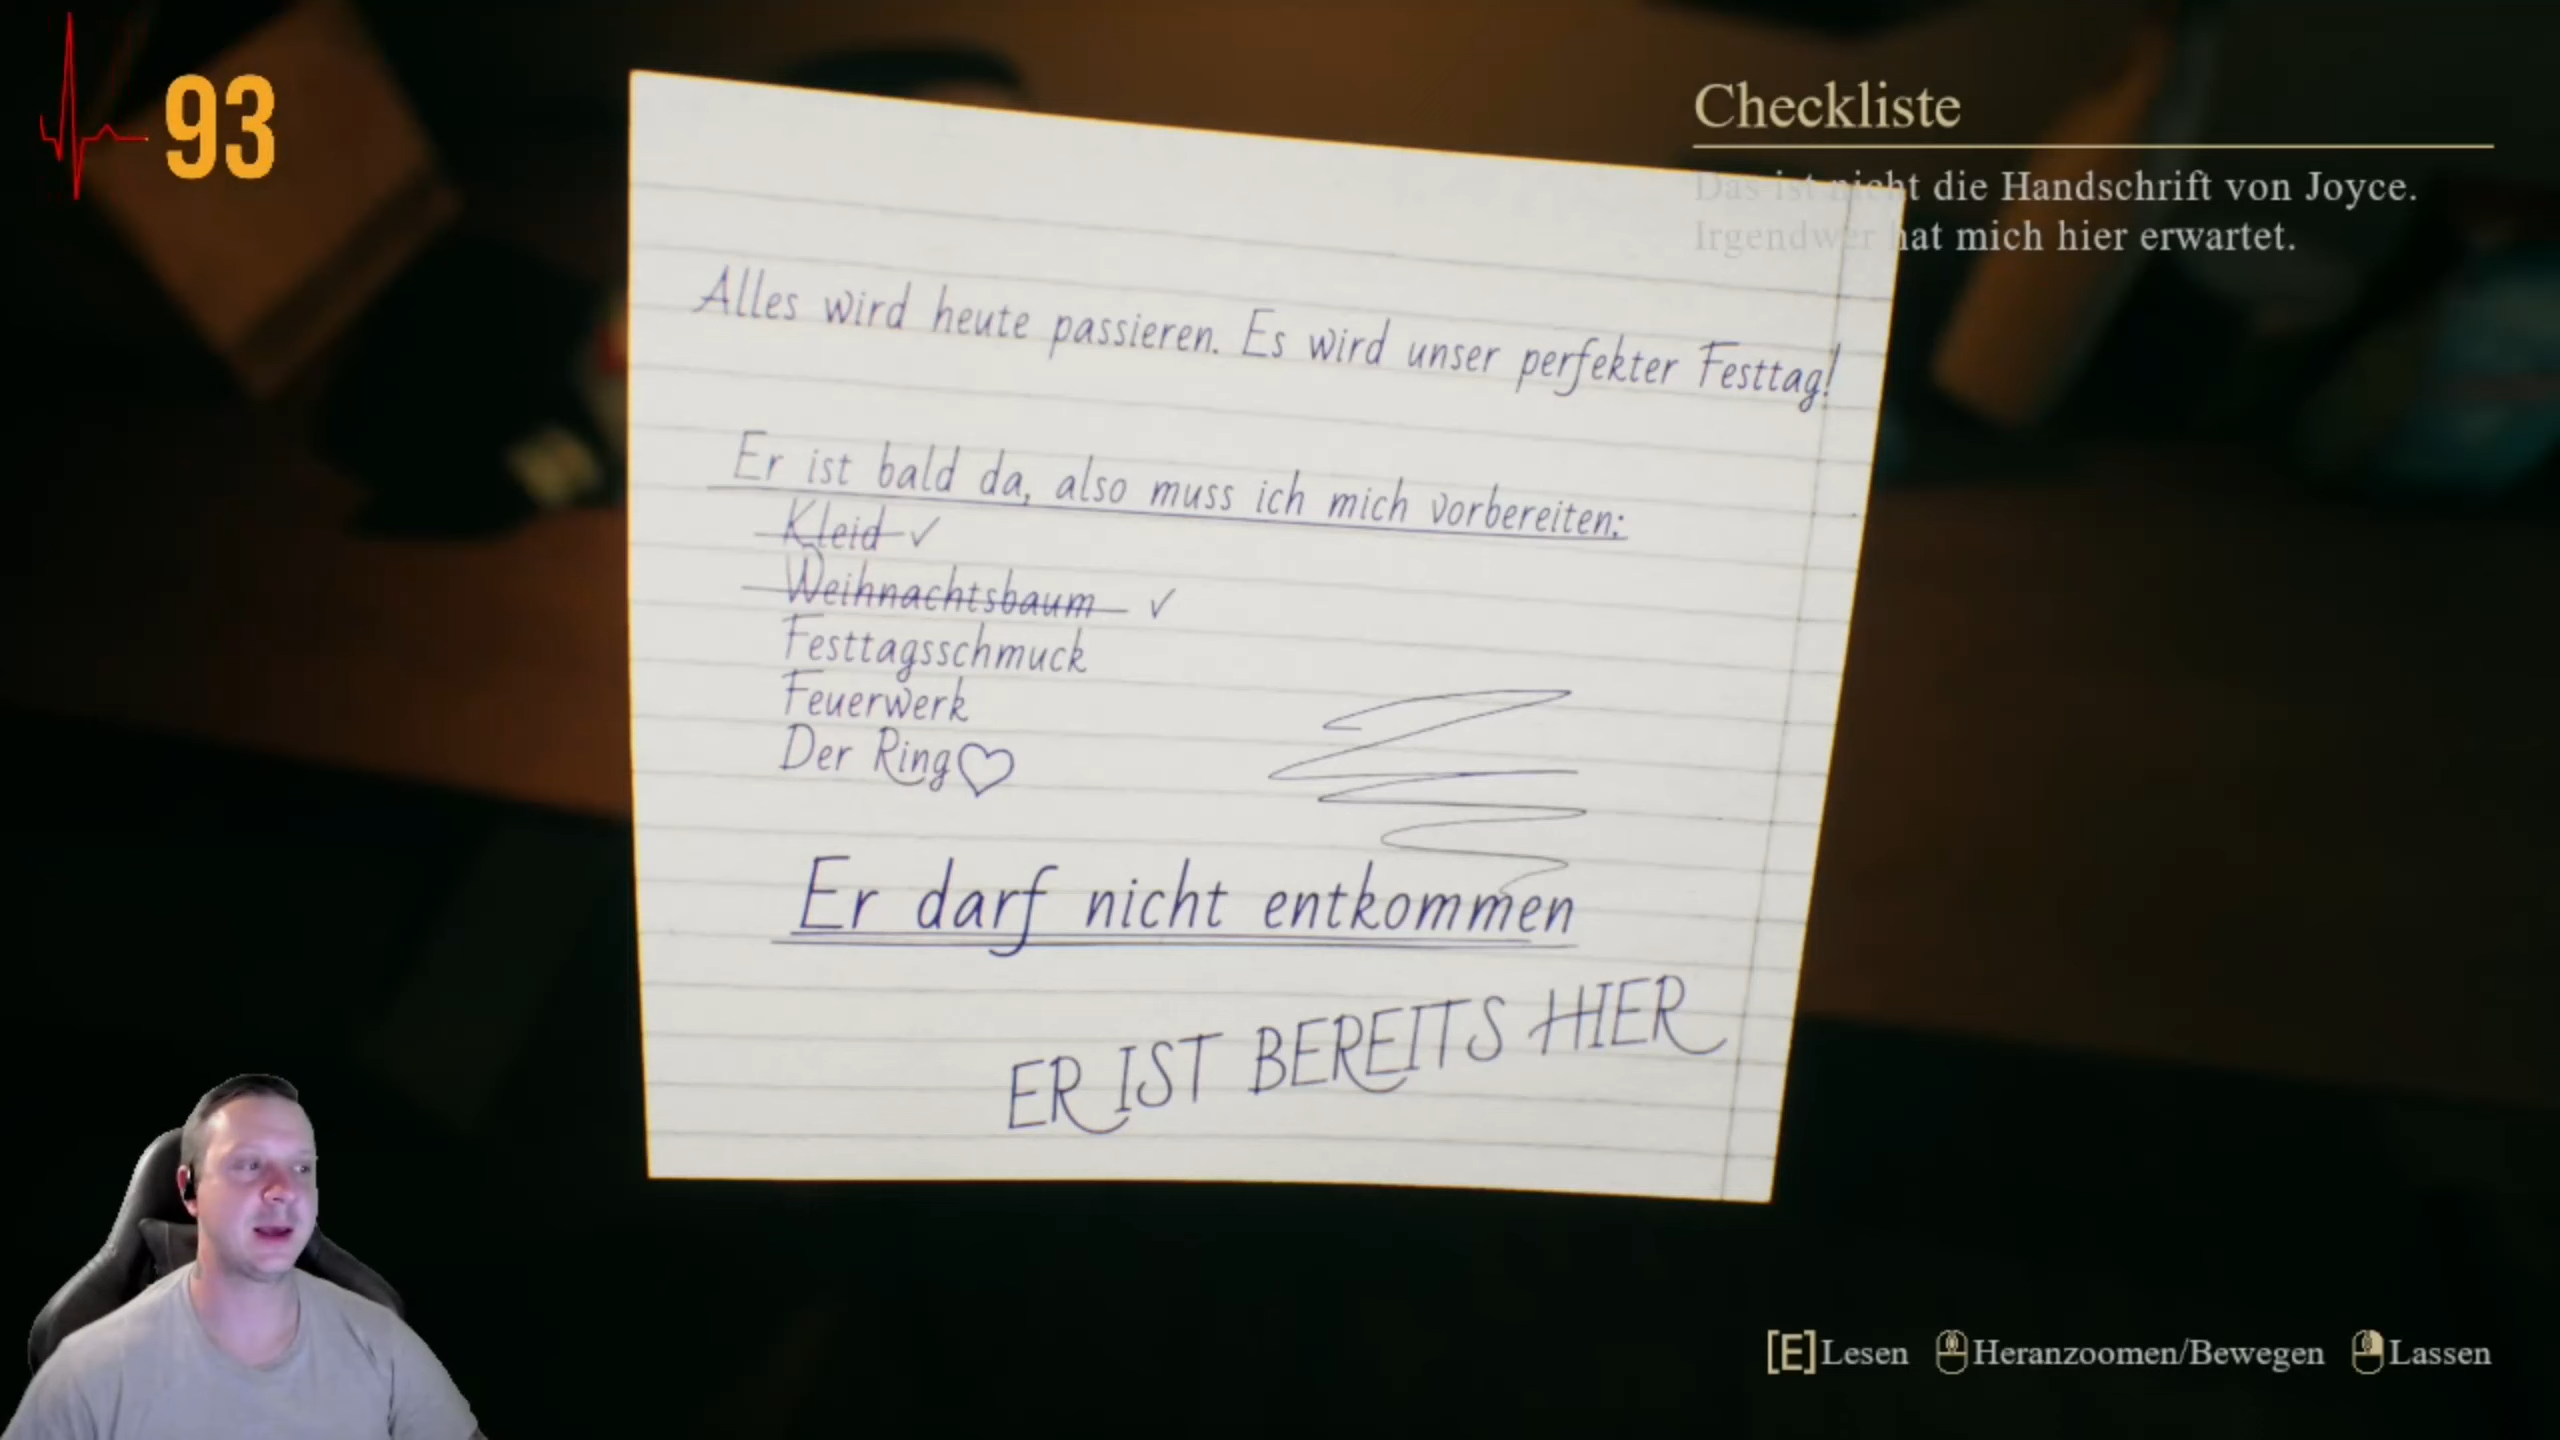 93
Checkliste
Das ist nicht die Handschrift von Joyce.
Irgendwer hat mich hier erwartet.
Alles wird heute passieren. Es wird unser perfekter Festtag!
Er ist bald da, also muss ich mich vorbereiten:
Kleid ✓
Weihnachtsbaum ✓
Festtagsschmuck
Feuerwerk
Der Ring♡
Er darf nicht entkommen
ER IST BEREITS HIER
[E]Lesen Heranzoomen/Bewegen Lassen